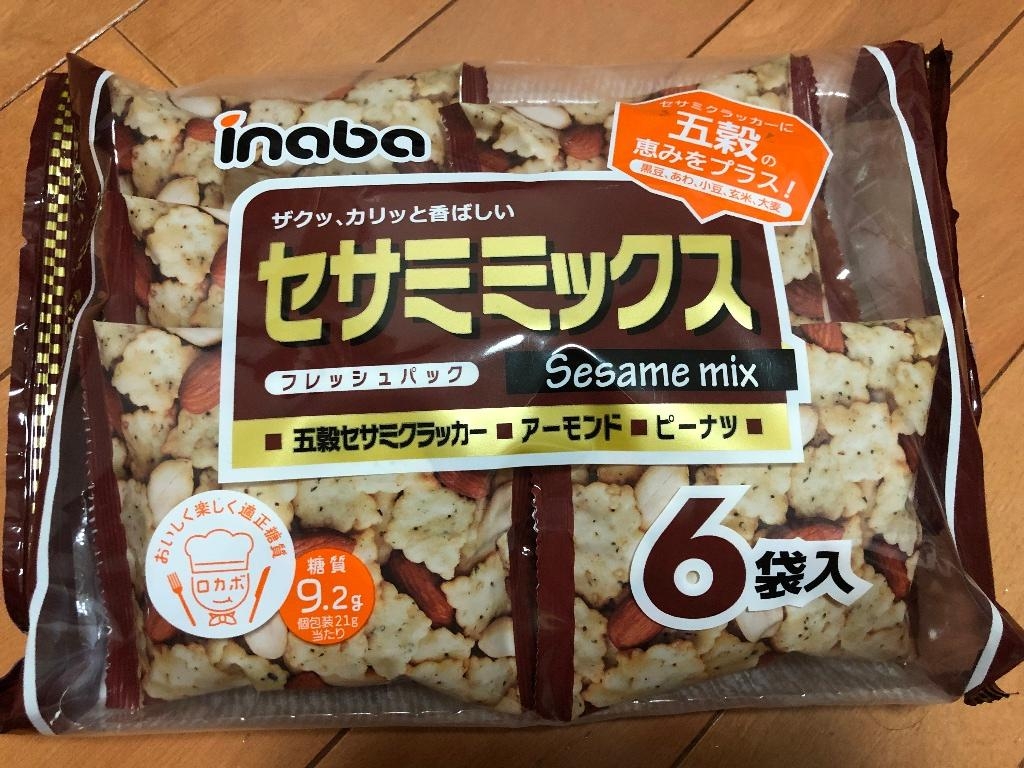 inaba
セサミクラッカーに
五穀の
恵みをプラス!
黒豆、あわ、小豆、玄米、大麦
ザクッ、カリッと香ばしい
セサミミックス
フレッシュパック
Sesame mix
■ 五穀セサミクラッカー ■ アーモンド ■ ピーナツ ■
おいしく楽しく適正糖質
ロカボ
糖質
9.2g
個包装21g
当たり
6袋入